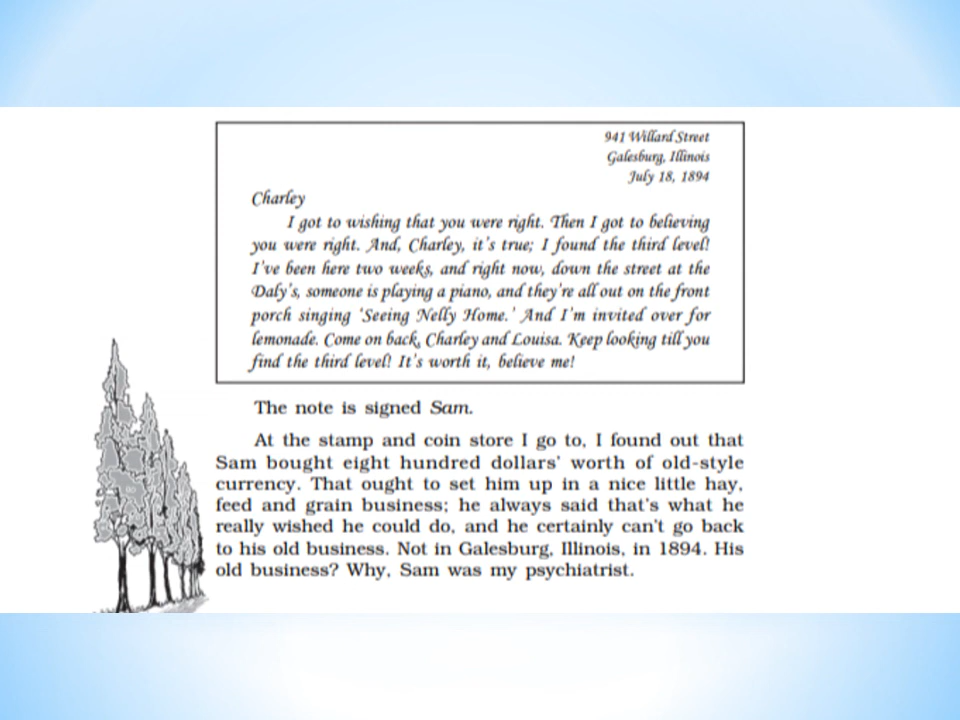 941 Willard Street
Galesburg, Illinois
July 18, 1894
Charley
I got to wishing that you were right. Then I got to believing
you were right. And, Charley, it's true; I found the third level!
I've been here two weeks, and right now, down the street at the
Daly's, someone is playing a piano, and they're all out on the front
porch singing 'Seeing Nelly Home.' And I'm invited over for
lemonade. Come on back, Charley and Louisa. Keep looking till you
find the third level! It's worth it, believe me!
The note is signed Sam.
At the stamp and coin store I go to, I found out that
Sam bought eight hundred dollars' worth of old-style
currency. That ought to set him up in a nice little hay,
feed and grain business; he always said that's what he
really wished he could do, and he certainly can't go back
to his old business. Not in Galesburg, Illinois, in 1894. His
old business? Why, Sam was my psychiatrist.